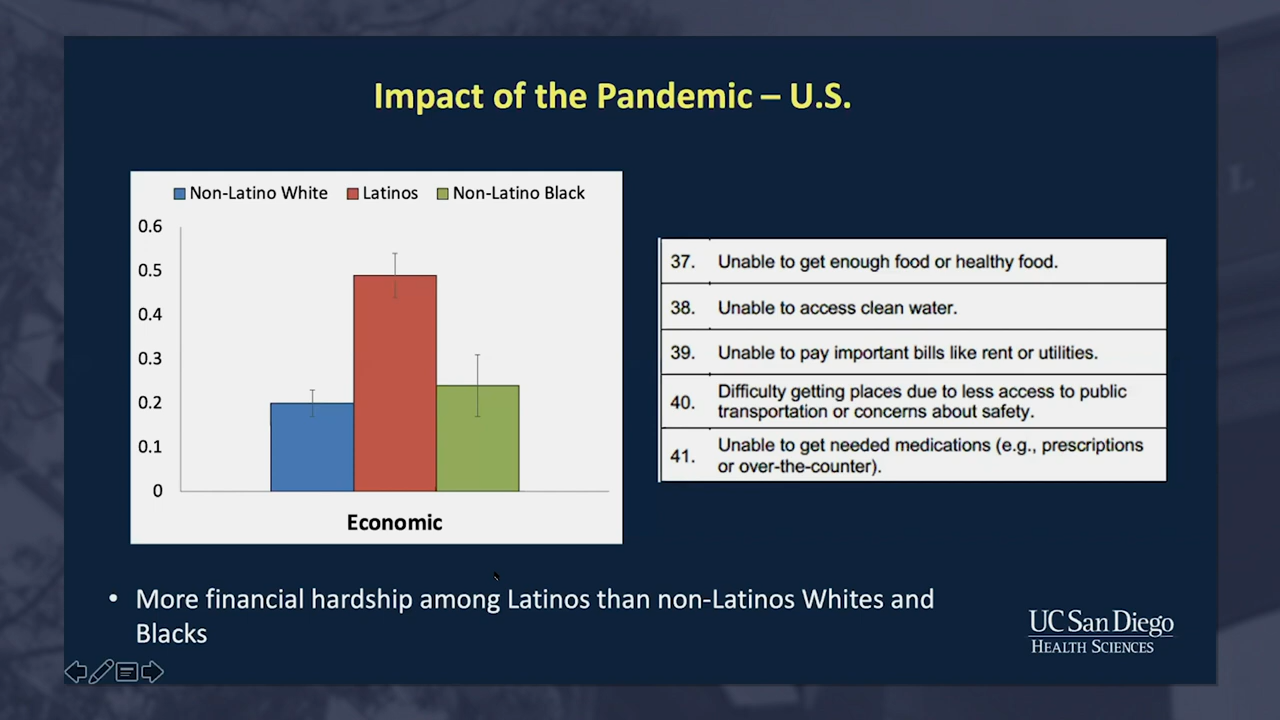 Impact of the Pandemic – U.S.
Non-Latino White Latinos Non-Latino Black
0.6
0.5
0.4
0.3
0.2
0.1
0
Economic
37. Unable to get enough food or healthy food.
38. Unable to access clean water.
39. Unable to pay important bills like rent or utilities.
40. Difficulty getting places due to less access to public
transportation or concerns about safety.
41. Unable to get needed medications (e.g., prescriptions
or over-the-counter).
• More financial hardship among Latinos than non-Latinos Whites and
Blacks
UC San Diego
HEALTH SCIENCES
L